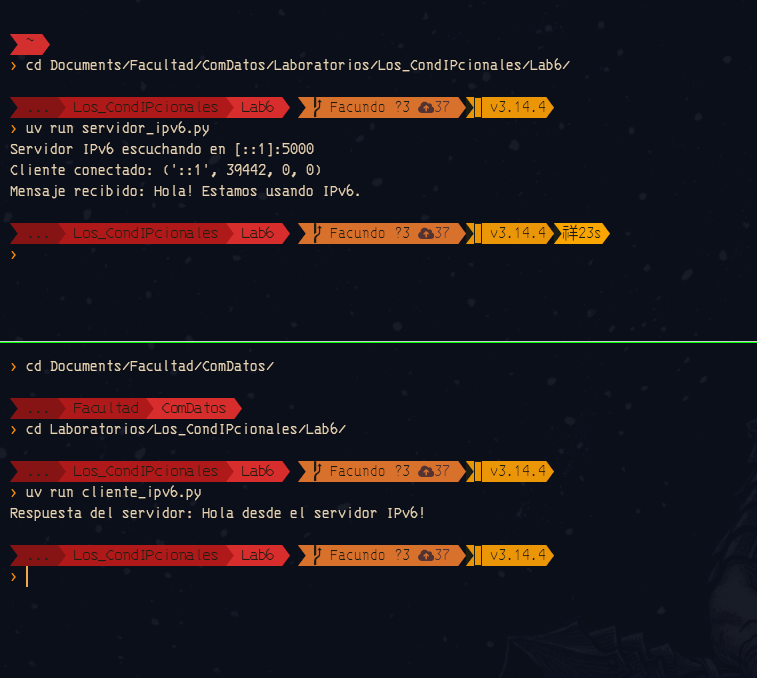 ~
❯ cd Documents/Facultad/ComDatos/Laboratorios/Los_CondIPcionales/Lab6/
... Los_CondIPcionales Lab6 Facundo ?3 37 v3.14.4
❯ uv run servidor_ipv6.py
Servidor IPv6 escuchando en [::1]:5000
Cliente conectado: ('::1', 39442, 0, 0)
Mensaje recibido: Hola! Estamos usando IPv6.
... Los_CondIPcionales Lab6 Facundo ?3 37 v3.14.4 祥23s
❯
❯ cd Documents/Facultad/ComDatos/
... Facultad ComDatos
❯ cd Laboratorios/Los_CondIPcionales/Lab6/
... Los_CondIPcionales Lab6 Facundo ?3 37 v3.14.4
❯ uv run cliente_ipv6.py
Respuesta del servidor: Hola desde el servidor IPv6!
... Los_CondIPcionales Lab6 Facundo ?3 37 v3.14.4
❯